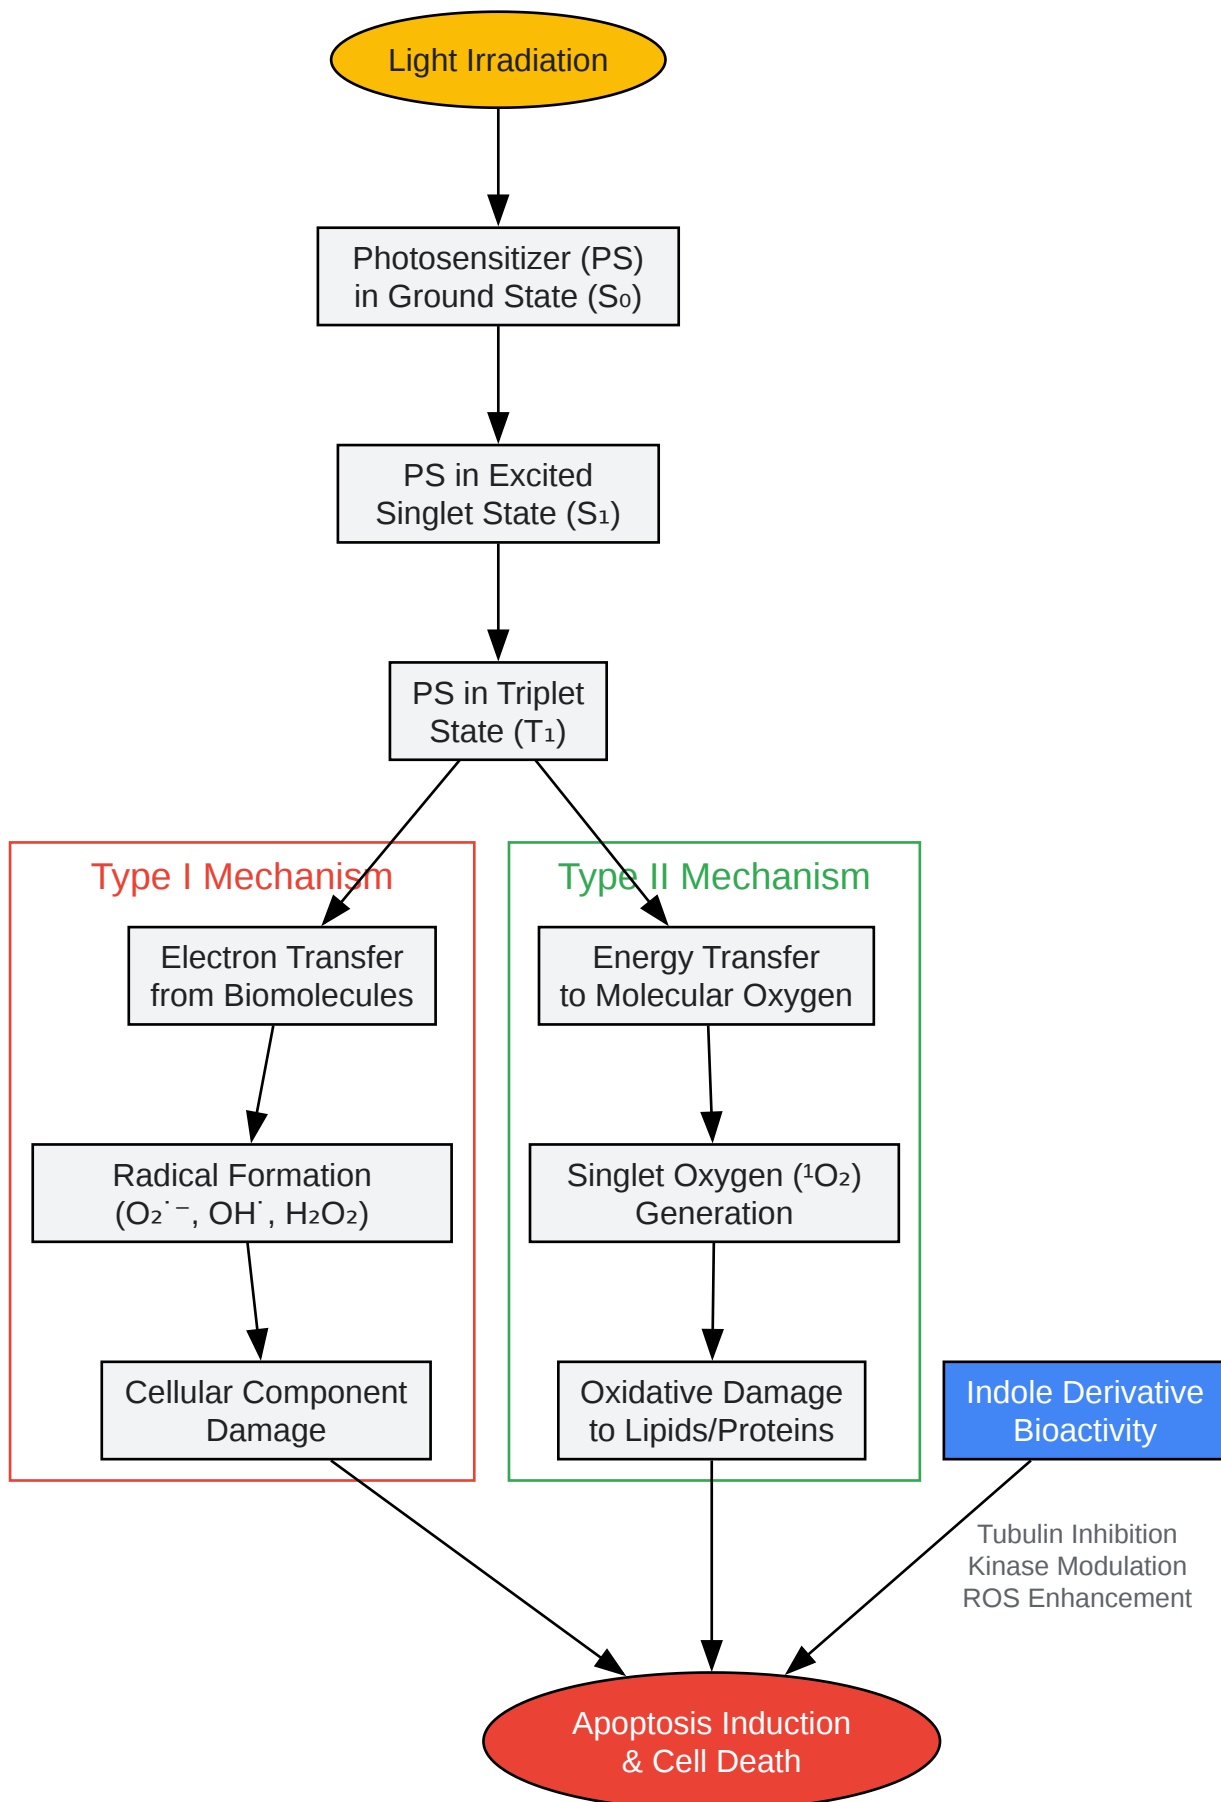 Light Irradiation
Photosensitizer (PS)
in Ground State (S₀)
PS in Excited
Singlet State (S₁)
PS in Triplet
State (T₁)
Type I Mechanism
Electron Transfer
from Biomolecules
Radical Formation
(O₂˙⁻, OH˙, H₂O₂)
Cellular Component
Damage
Type II Mechanism
Energy Transfer
to Molecular Oxygen
Singlet Oxygen (¹O₂)
Generation
Oxidative Damage
to Lipids/Proteins
Indole Derivative
Bioactivity
Tubulin Inhibition
Kinase Modulation
ROS Enhancement
Apoptosis Induction
& Cell Death